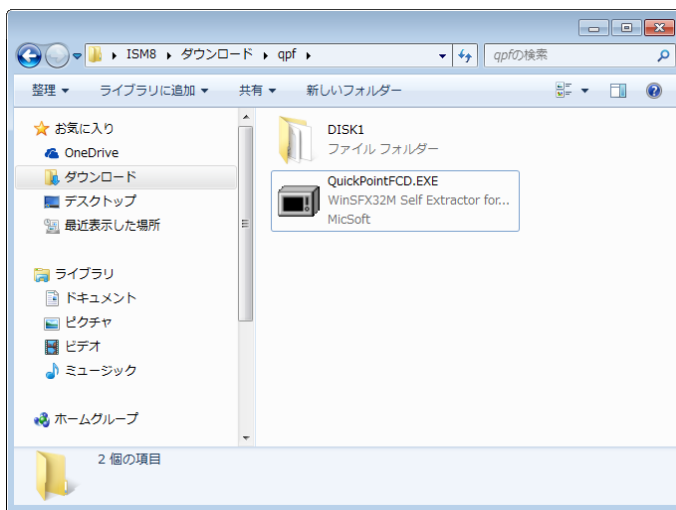 ISM8 ダウンロード qpf
qpfの検索
整理 ライブラリに追加 共有 新しいフォルダー
お気に入り
OneDrive
ダウンロード
デスクトップ
最近表示した場所
ライブラリ
ドキュメント
ピクチャ
ビデオ
ミュージック
ホームグループ
DISK1
ファイル フォルダー
QuickPointFCD.EXE
WinSFX32M Self Extractor for...
MicSoft
2 個の項目